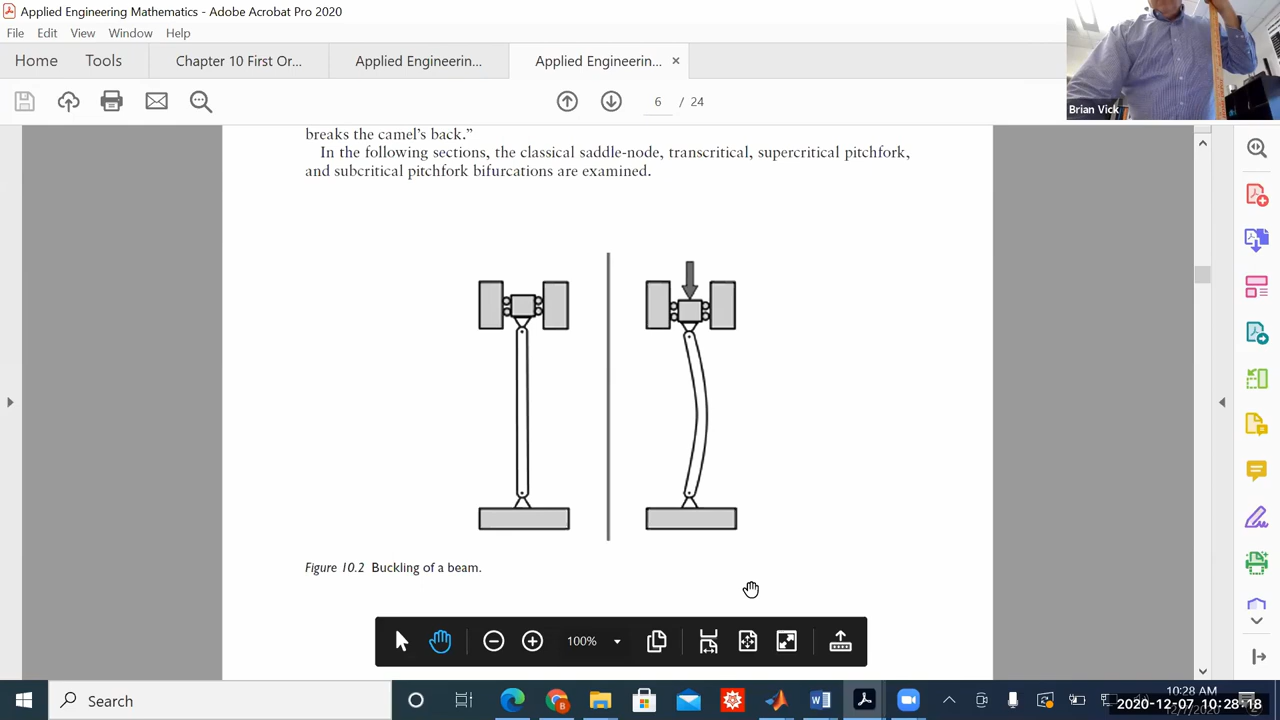 Applied Engineering Mathematics - Adobe Acrobat Pro 2020
File Edit View Window Help
Home Tools Chapter 10 First Or... Applied Engineerin... Applied Engineerin... ×
6 / 24
Brian Vick
breaks the camel's back.”
In the following sections, the classical saddle-node, transcritical, supercritical pitchfork,
and subcritical pitchfork bifurcations are examined.
Figure 10.2 Buckling of a beam.
100%
Search
10:28 AM
2020-12-07 10:28:18